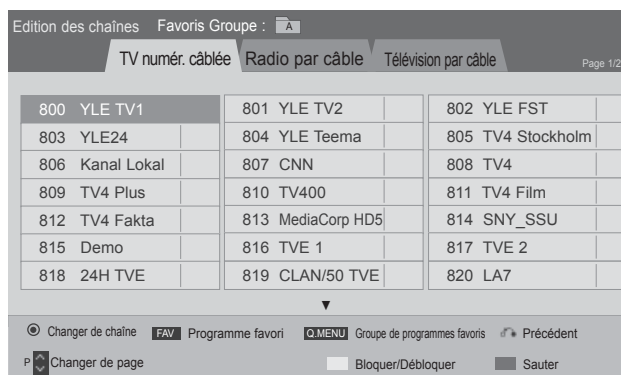 Edition des chaînes Favoris Groupe : A
TV numér. câblée Radio par câble Télévision par câble Page 1/2
800 YLE TV1 801 YLE TV2 802 YLE FST
803 YLE24 804 YLE Teema 805 TV4 Stockholm
806 Kanal Lokal 807 CNN 808 TV4
809 TV4 Plus 810 TV400 811 TV4 Film
812 TV4 Fakta 813 MediaCorp HD5 814 SNY_SSU
815 Demo 816 TVE 1 817 TVE 2
818 24H TVE 819 CLAN/50 TVE 820 LA7
Changer de chaîne FAV Programme favori Q.MENU Groupe de programmes favoris Précédent
P Changer de page Bloquer/Débloquer Sauter